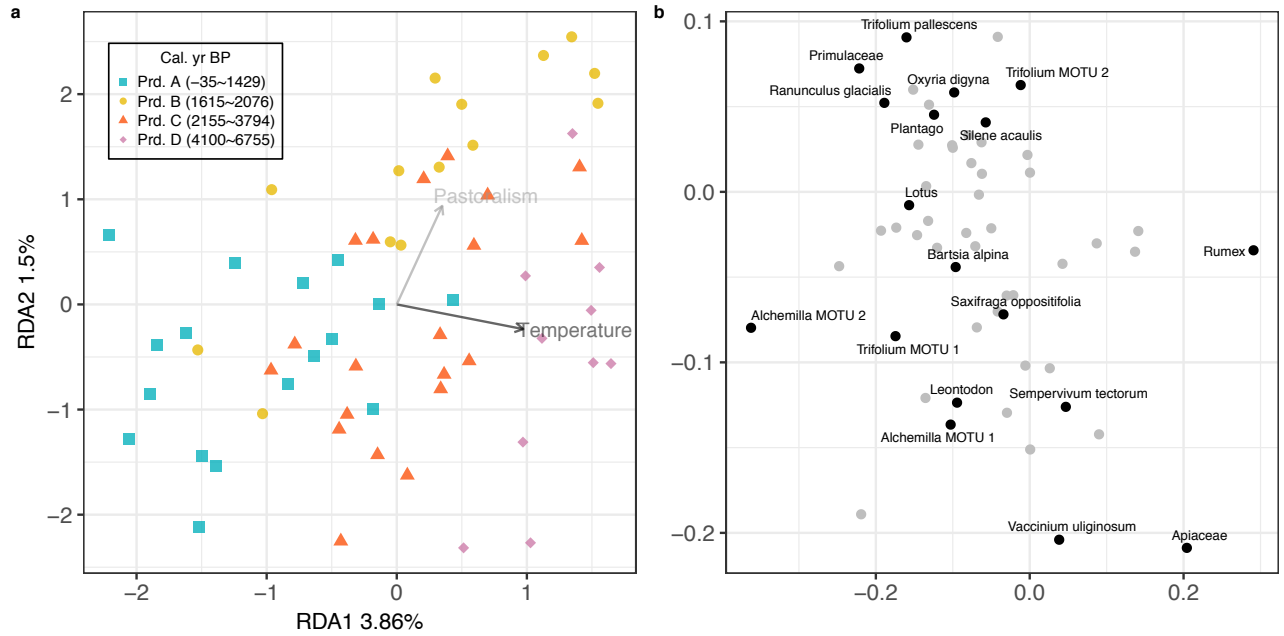 a
b
Cal. yr BP
Prd. A (−35~1429)
Prd. B (1615~2076)
Prd. C (2155~3794)
Prd. D (4100~6755)
Pastoralism
Temperature
2
1
0
−1
−2
RDA2 1.5%
−2
−1
0
1
RDA1 3.86%
Trifolium pallescens
Primulaceae
Trifolium MOTU 2
Oxyria digyna
Ranunculus glacialis
Plantago
Silene acaulis
Lotus
Bartsia alpina
Rumex
Saxifraga oppositifolia
Alchemilla MOTU 2
Trifolium MOTU 1
Leontodon
Sempervivum tectorum
Alchemilla MOTU 1
Vaccinium uliginosum
Apiaceae
0.1
0.0
−0.1
−0.2
−0.2
0.0
0.2